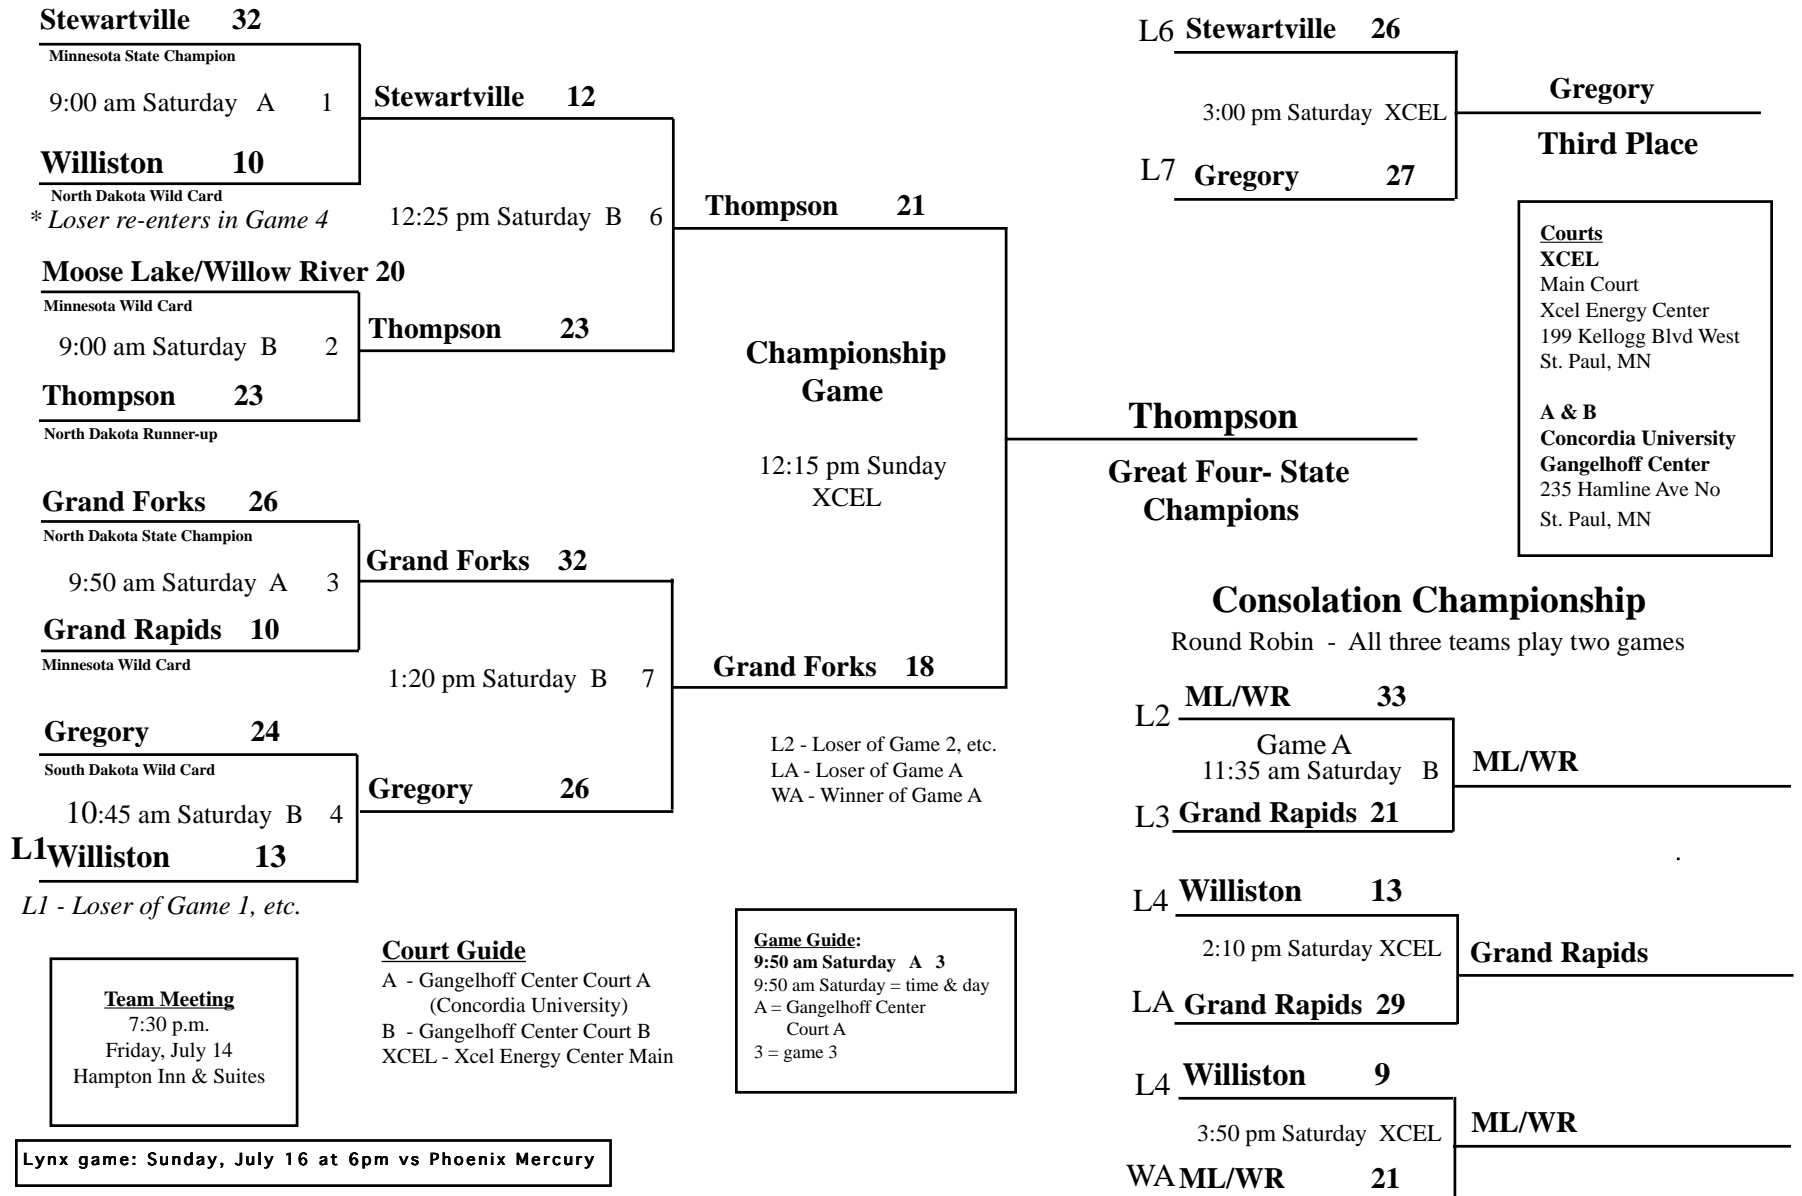 Stewartville 32
Minnesota State Champion
9:00 am Saturday A 1
Williston 10
North Dakota Wild Card
* Loser re-enters in Game 4
Moose Lake/Willow River 20
Minnesota Wild Card
9:00 am Saturday B 2
Thompson 23
North Dakota Runner-up
Grand Forks 26
North Dakota State Champion
9:50 am Saturday A 3
Grand Rapids 10
Minnesota Wild Card
Gregory 24
South Dakota Wild Card
10:45 am Saturday B 4
L1 Williston 13
L1 - Loser of Game 1, etc.
Stewartville 12
12:25 pm Saturday B 6
Thompson 23
Grand Forks 32
1:20 pm Saturday B 7
Gregory 26
Thompson 21
Championship
Game
12:15 pm Sunday
XCEL
Grand Forks 18
L2 - Loser of Game 2, etc.
LA - Loser of Game A
WA - Winner of Game A
Thompson
Great Four- State
Champions
L6 Stewartville 26
3:00 pm Saturday XCEL
L7 Gregory 27
Gregory
Third Place
Courts
XCEL
Main Court
Xcel Energy Center
199 Kellogg Blvd West
St. Paul, MN
A & B
Concordia University
Gangelhoff Center
235 Hamline Ave No
St. Paul, MN
Consolation Championship
Round Robin - All three teams play two games
L2 ML/WR 33
Game A
11:35 am Saturday B
L3 Grand Rapids 21
ML/WR
L4 Williston 13
2:10 pm Saturday XCEL
LA Grand Rapids 29
Grand Rapids
L4 Williston 9
3:50 pm Saturday XCEL
WA ML/WR 21
ML/WR
Team Meeting
7:30 p.m.
Friday, July 14
Hampton Inn & Suites
Court Guide
A - Gangelhoff Center Court A
(Concordia University)
B - Gangelhoff Center Court B
XCEL - Xcel Energy Center Main
Game Guide:
9:50 am Saturday A 3
9:50 am Saturday = time & day
A = Gangelhoff Center
Court A
3 = game 3
Lynx game: Sunday, July 16 at 6pm vs Phoenix Mercury